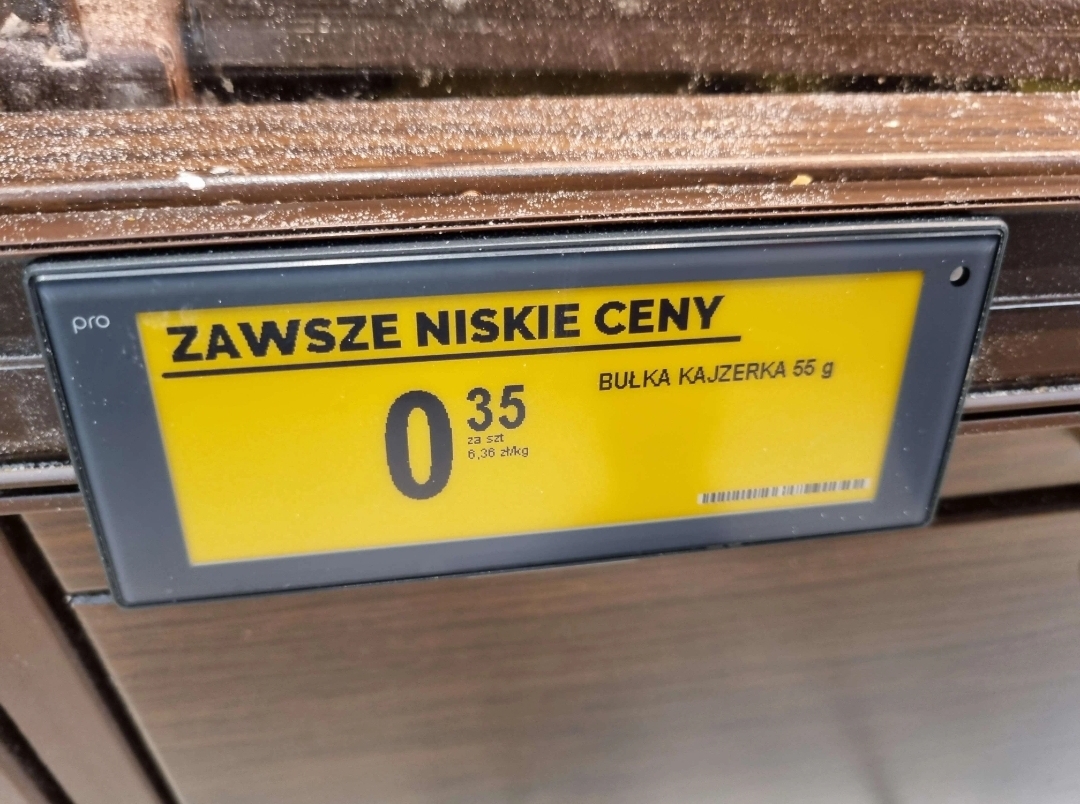 pro
ZAWSZE NISKIE CENY
BUŁKA KAJZERKA 55 g
0 35
za szt
6,36 zł/kg